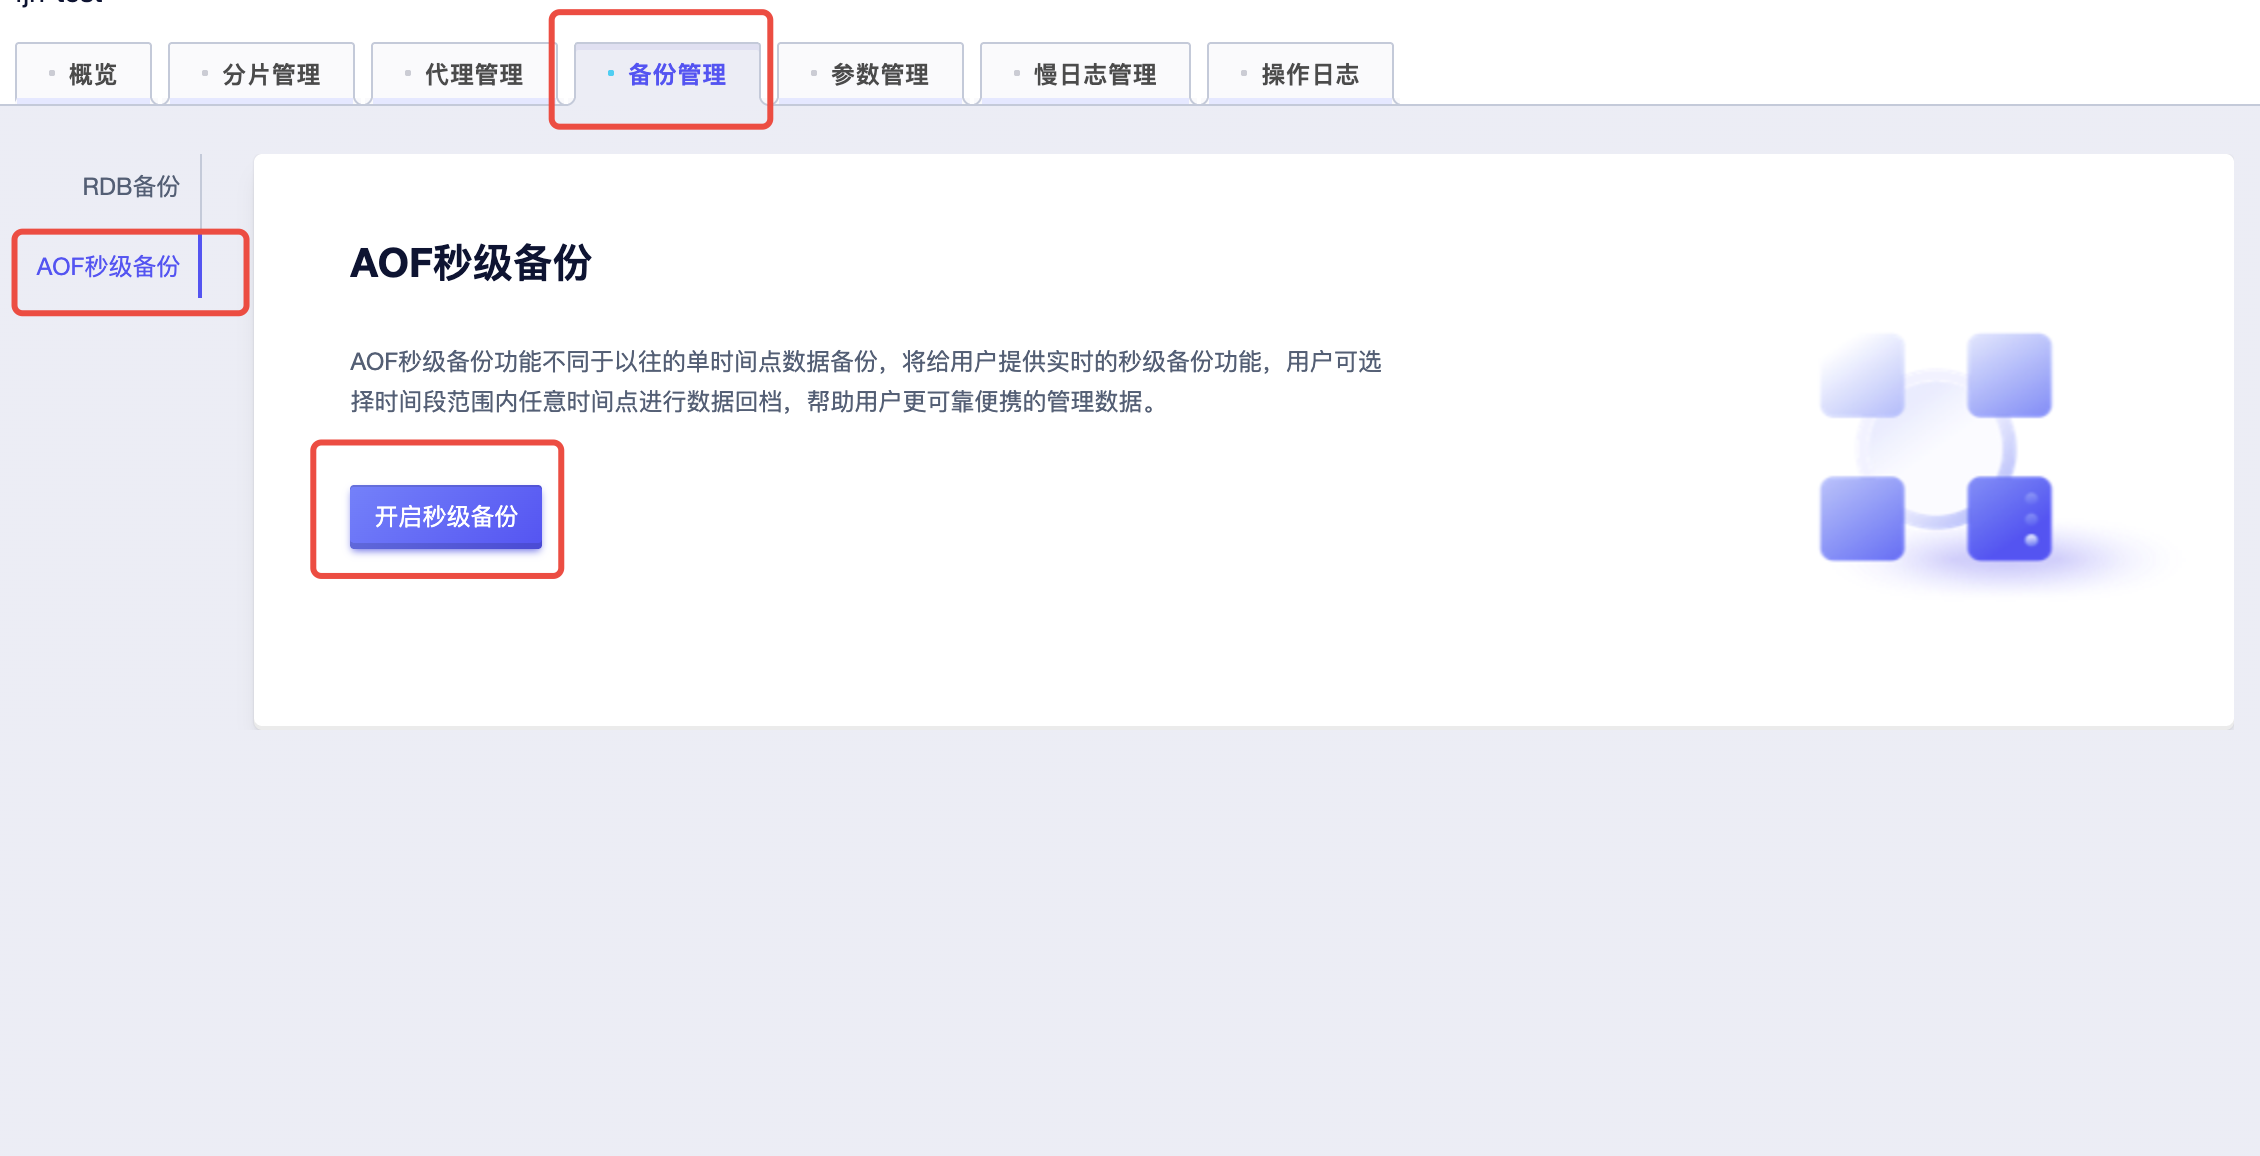 概览
分片管理
代理管理
备份管理
参数管理
慢日志管理
操作日志
RDB备份
AOF秒级备份
AOF秒级备份
AOF秒级备份功能不同于以往的单时间点数据备份，将给用户提供实时的秒级备份功能，用户可选
择时间段范围内任意时间点进行数据回档，帮助用户更可靠便携的管理数据。
开启秒级备份